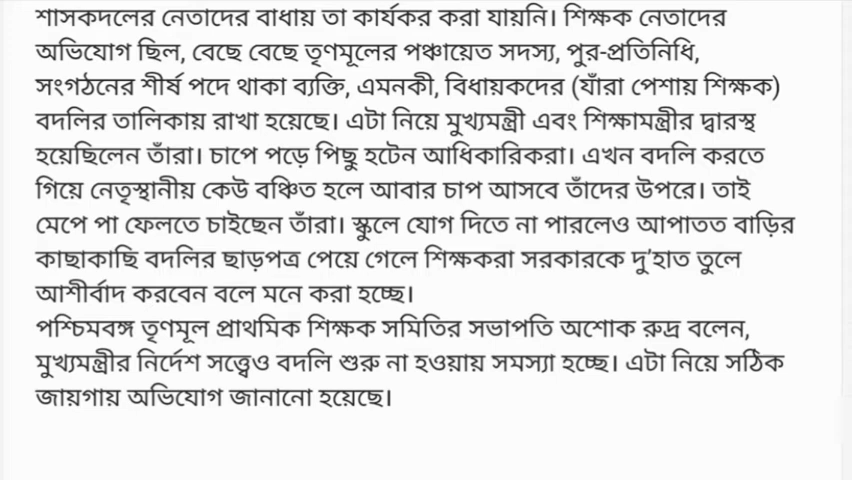 শাসকদলের নেতাদের বাধায় তা কার্যকর করা যায়নি। শিক্ষক নেতাদের
অভিযোগ ছিল, বেছে বেছে তৃণমূলের পঞ্চায়েত সদস্য, পুর-প্রতিনিধি,
সংগঠনের শীর্ষ পদে থাকা ব্যক্তি, এমনকী, বিধায়কদের (যাঁরা পেশায় শিক্ষক)
বদলির তালিকায় রাখা হয়েছে। এটা নিয়ে মুখ্যমন্ত্রী এবং শিক্ষামন্ত্রীর দ্বারস্থ
হয়েছিলেন তাঁরা। চাপে পড়ে পিছু হটেন আধিকারিকরা। এখন বদলি করতে
গিয়ে নেতৃস্থানীয় কেউ বঞ্চিত হলে আবার চাপ আসবে তাঁদের উপরে। তাই
মেপে পা ফেলতে চাইছেন তাঁরা। স্কুলে যোগ দিতে না পারলেও আপাতত বাড়ির
কাছাকাছি বদলির ছাড়পত্র পেয়ে গেলে শিক্ষকরা সরকারকে দু'হাত তুলে
আশীর্বাদ করবেন বলে মনে করা হচ্ছে।
পশ্চিমবঙ্গ তৃণমূল প্রাথমিক শিক্ষক সমিতির সভাপতি অশোক রুদ্র বলেন,
মুখ্যমন্ত্রীর নির্দেশ সত্ত্বেও বদলি শুরু না হওয়ায় সমস্যা হচ্ছে। এটা নিয়ে সঠিক
জায়গায় অভিযোগ জানানো হয়েছে।